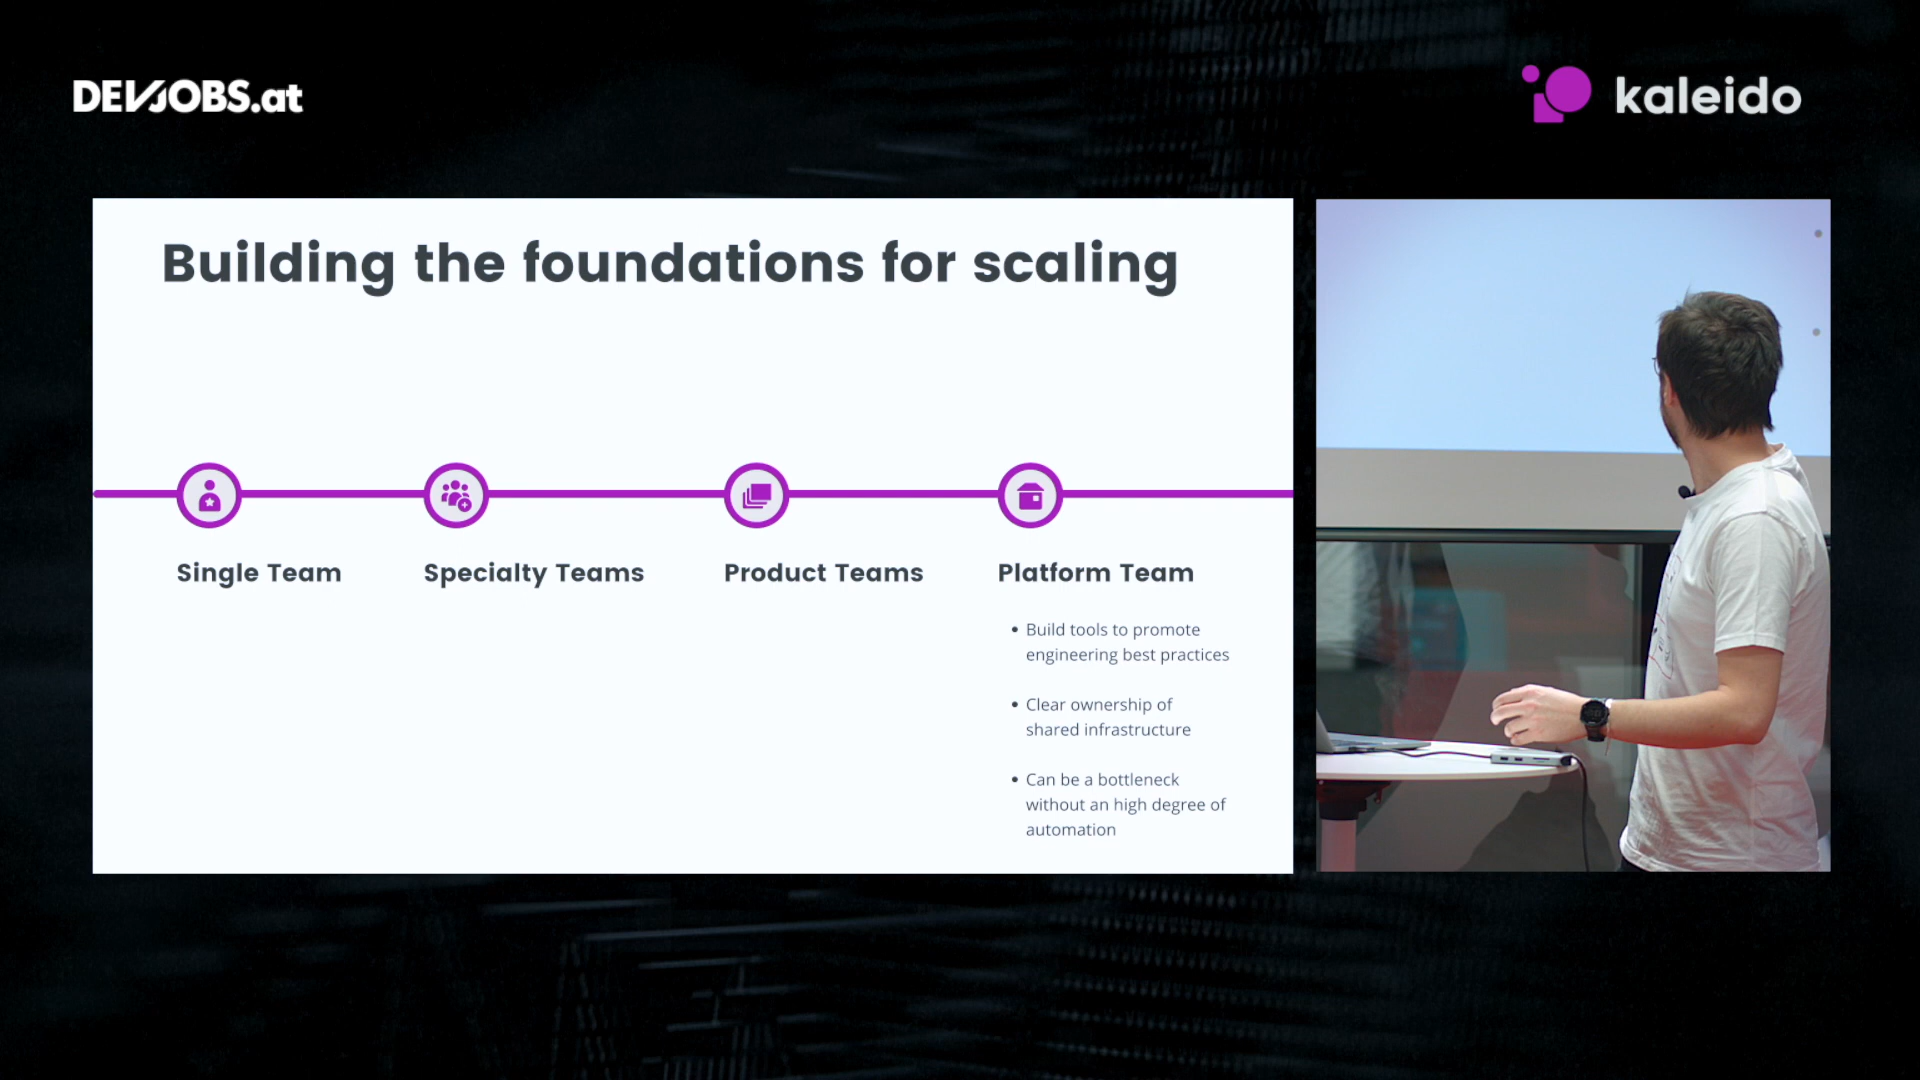 DEVJOBS.at
kaleido
Building the foundations for scaling
Single Team
Specialty Teams
Product Teams
Platform Team
• Build tools to promote
engineering best practices
• Clear ownership of
shared infrastructure
• Can be a bottleneck
without an high degree of
automation